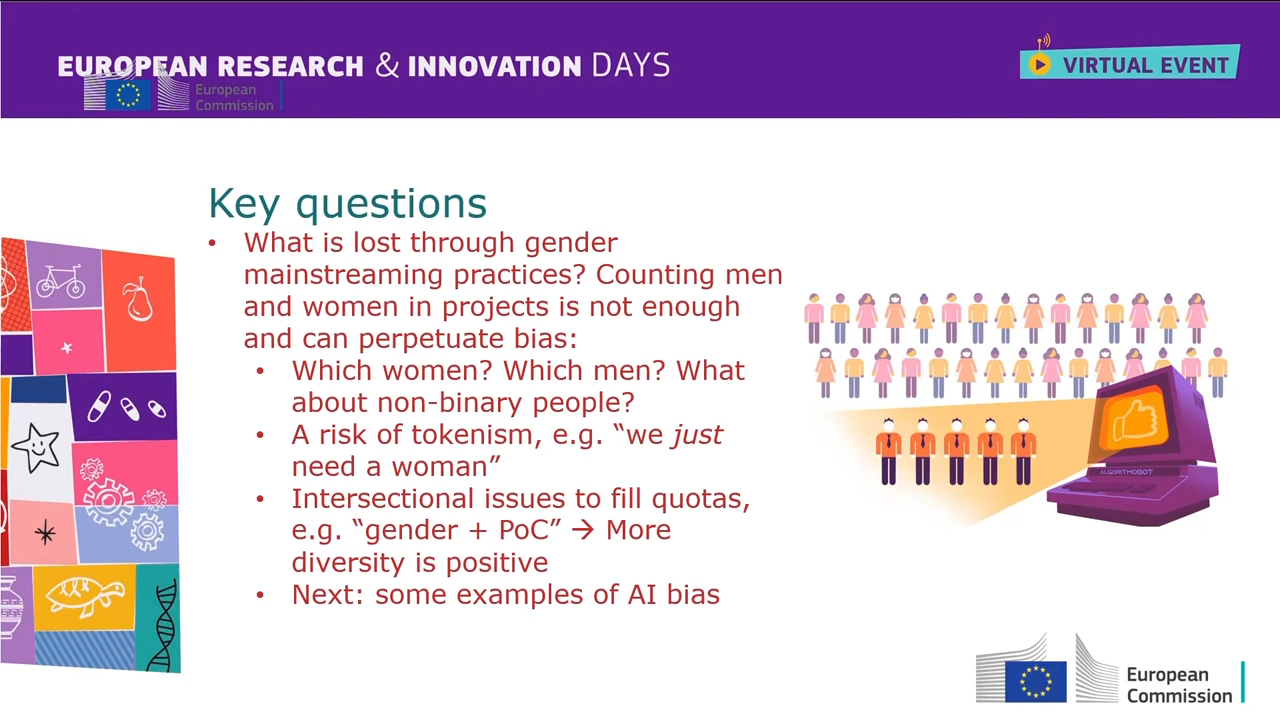 EUROPEAN RESEARCH & INNOVATION DAYS
VIRTUAL EVENT
European
Commission
Key questions
• What is lost through gender
mainstreaming practices? Counting men
and women in projects is not enough
and can perpetuate bias:
• Which women? Which men? What
about non-binary people?
• A risk of tokenism, e.g. “we just
need a woman”
• Intersectional issues to fill quotas,
e.g. “gender + PoC” → More
diversity is positive
• Next: some examples of AI bias
ALGORITHMOBOT
European
Commission